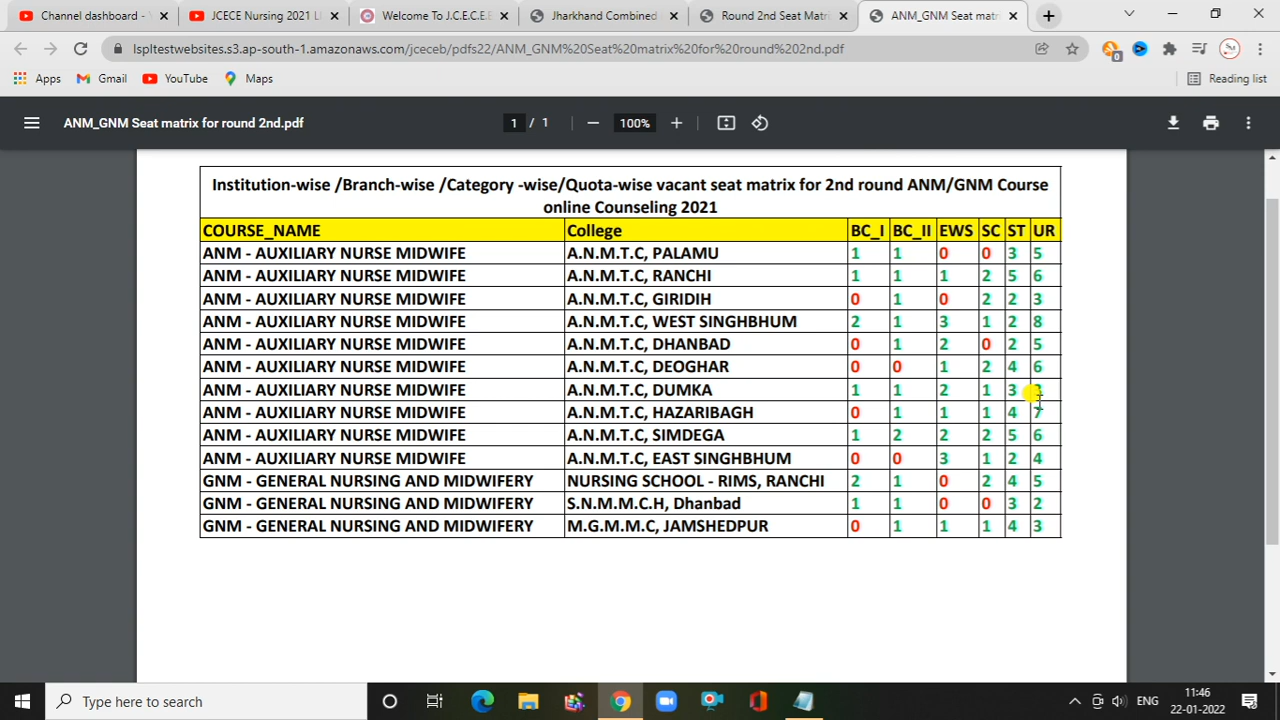 Channel dashboard -
JCECE Nursing 2021 Li
Welcome To J.C.E.C.E.B
Jharkhand Combined
Round 2nd Seat Matri
ANM_GNM Seat matr
lspltestwebsites.s3.ap-south-1.amazonaws.com/jceceb/pdfs22/ANM_GNM%20Seat%20matrix%20for%20round%202nd.pdf
0
Apps Gmail YouTube Maps Reading list
ANM_GNM Seat matrix for round 2nd.pdf 1 / 1 100%
Institution-wise /Branch-wise /Category -wise/Quota-wise vacant seat matrix for 2nd round ANM/GNM Course
online Counseling 2021
COURSE_NAME College BC_I BC_II EWS SC ST UR
ANM - AUXILIARY NURSE MIDWIFE A.N.M.T.C, PALAMU 1 1 0 0 3 5
ANM - AUXILIARY NURSE MIDWIFE A.N.M.T.C, RANCHI 1 1 1 2 5 6
ANM - AUXILIARY NURSE MIDWIFE A.N.M.T.C, GIRIDIH 0 1 0 2 2 3
ANM - AUXILIARY NURSE MIDWIFE A.N.M.T.C, WEST SINGHBHUM 2 1 3 1 2 8
ANM - AUXILIARY NURSE MIDWIFE A.N.M.T.C, DHANBAD 0 1 2 0 2 5
ANM - AUXILIARY NURSE MIDWIFE A.N.M.T.C, DEOGHAR 0 0 1 2 4 6
ANM - AUXILIARY NURSE MIDWIFE A.N.M.T.C, DUMKA 1 1 2 1 3
ANM - AUXILIARY NURSE MIDWIFE A.N.M.T.C, HAZARIBAGH 0 1 1 1 4 7
ANM - AUXILIARY NURSE MIDWIFE A.N.M.T.C, SIMDEGA 1 2 2 2 5 6
ANM - AUXILIARY NURSE MIDWIFE A.N.M.T.C, EAST SINGHBHUM 0 0 3 1 2 4
GNM - GENERAL NURSING AND MIDWIFERY NURSING SCHOOL - RIMS, RANCHI 2 1 0 2 4 5
GNM - GENERAL NURSING AND MIDWIFERY S.N.M.M.C.H, Dhanbad 1 1 0 0 3 2
GNM - GENERAL NURSING AND MIDWIFERY M.G.M.M.C, JAMSHEDPUR 0 1 1 1 4 3
Type here to search
ENG
11:46
22-01-2022